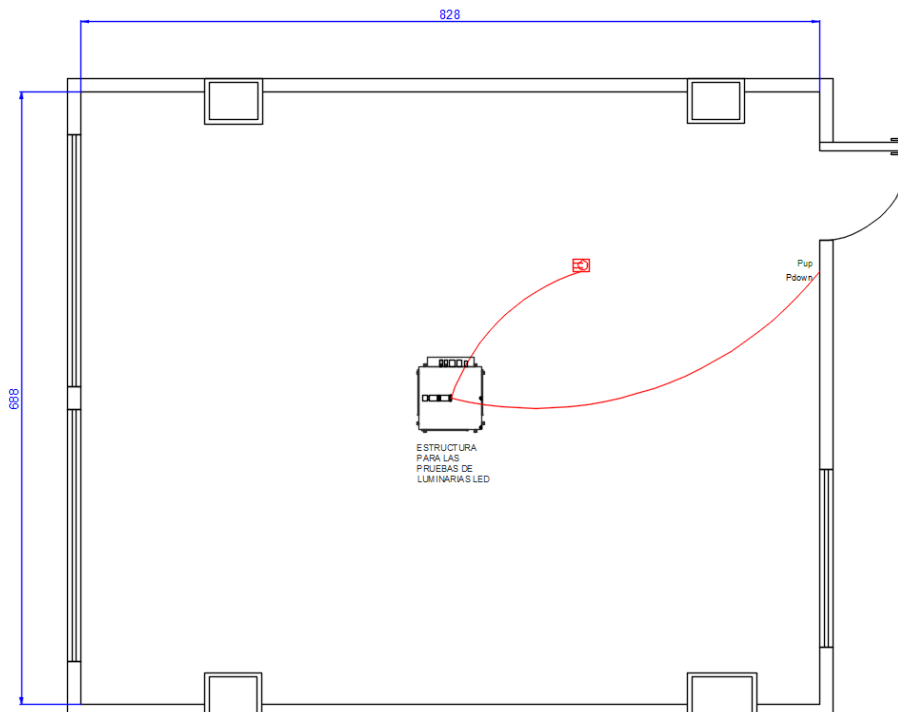 828
688
Pup
Pdown
ESTRUCTURA
PARA LAS
PRUEBAS DE
LUMINARIAS LED